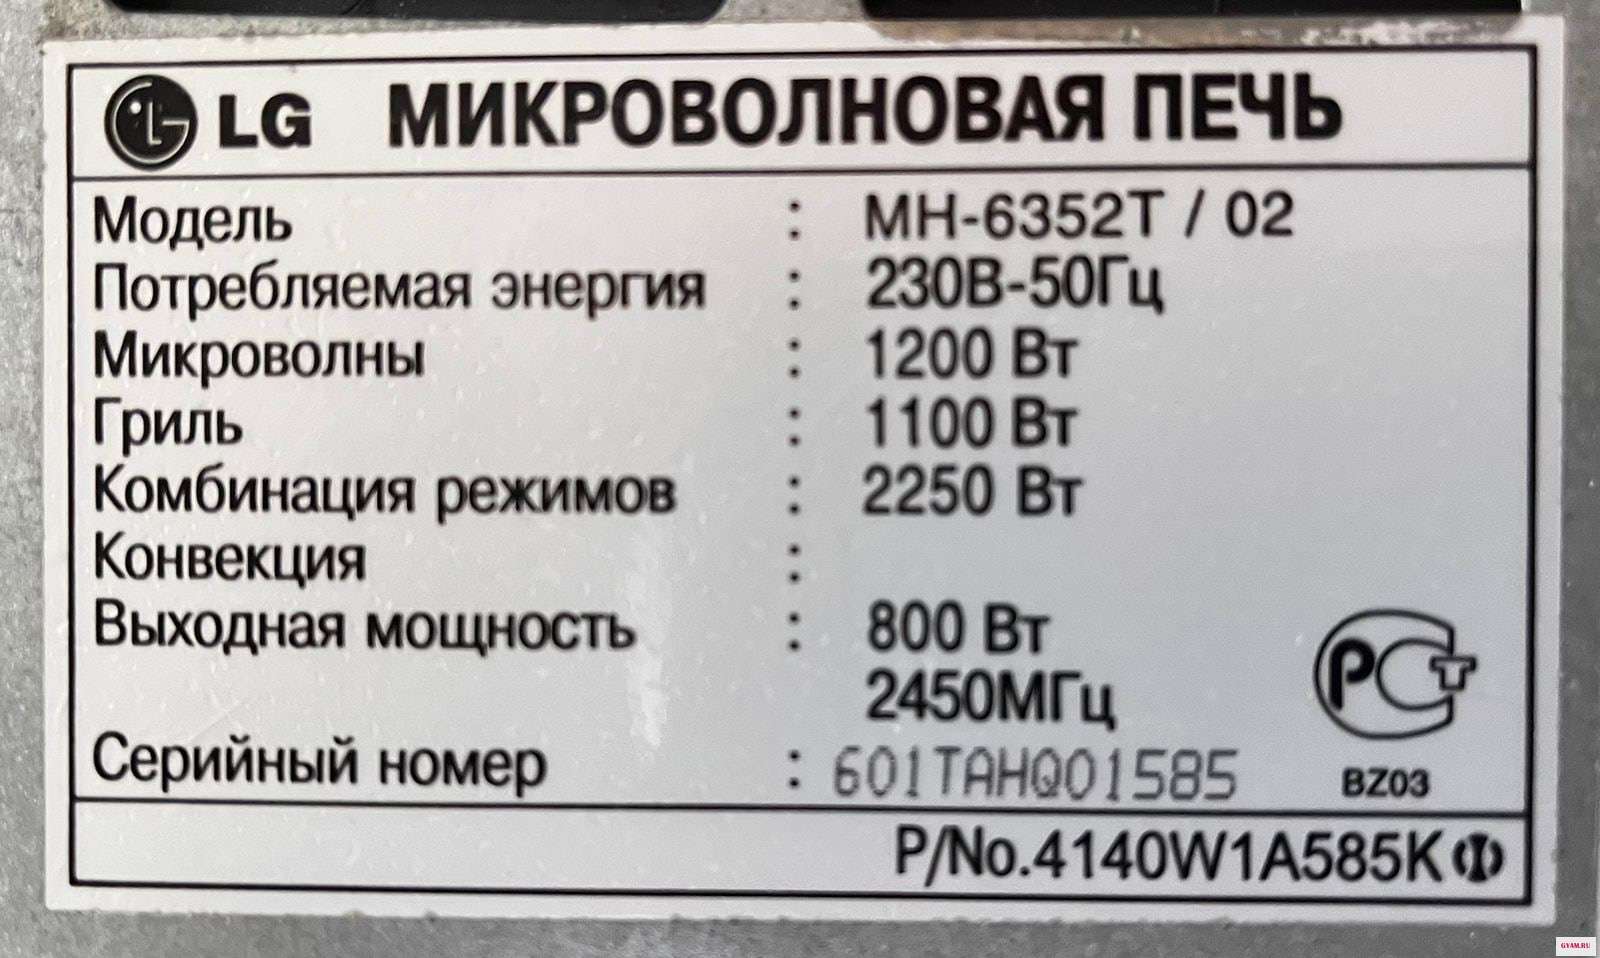 LG МИКРОВОЛНОВАЯ ПЕЧЬ
Модель : MH-6352T / 02
Потребляемая энергия : 230В-50Гц
Микроволны : 1200 Вт
Гриль : 1100 Вт
Комбинация режимов : 2250 Вт
Конвекция :
Выходная мощность : 800 Вт
2450МГц
РСТ
Серийный номер : 601TAHQ01585
BZ03
P/No.4140W1A585K
GYAM.RU